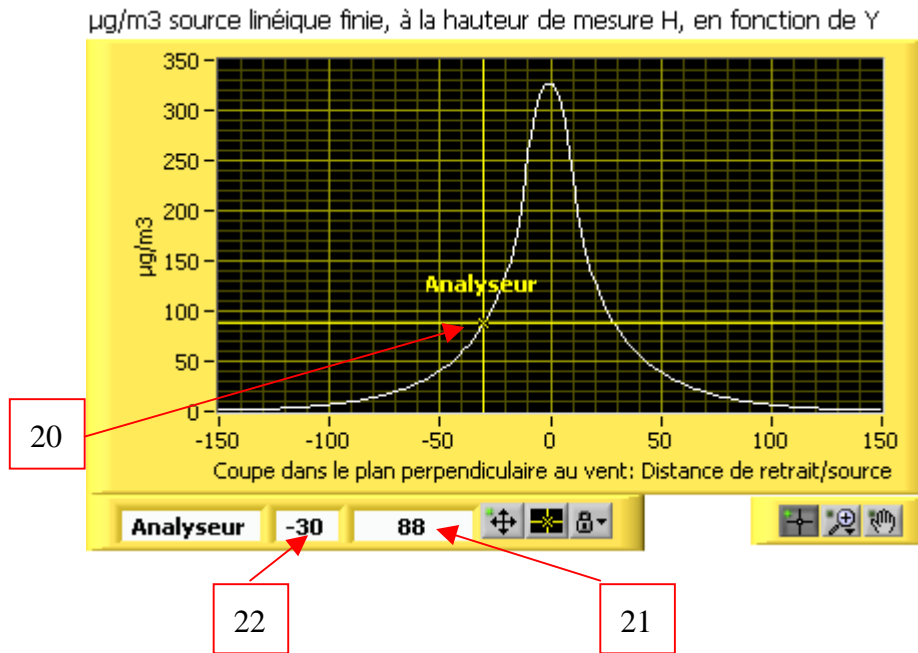 µg/m3 source linéique finie, à la hauteur de mesure H, en fonction de Y
350
300
250
200
150
100
50
0
µg/m3
Analyseur
-150 -100 -50 0 50 100 150
Coupe dans le plan perpendiculaire au vent: Distance de retrait/source
20
Analyseur -30 88
22 21